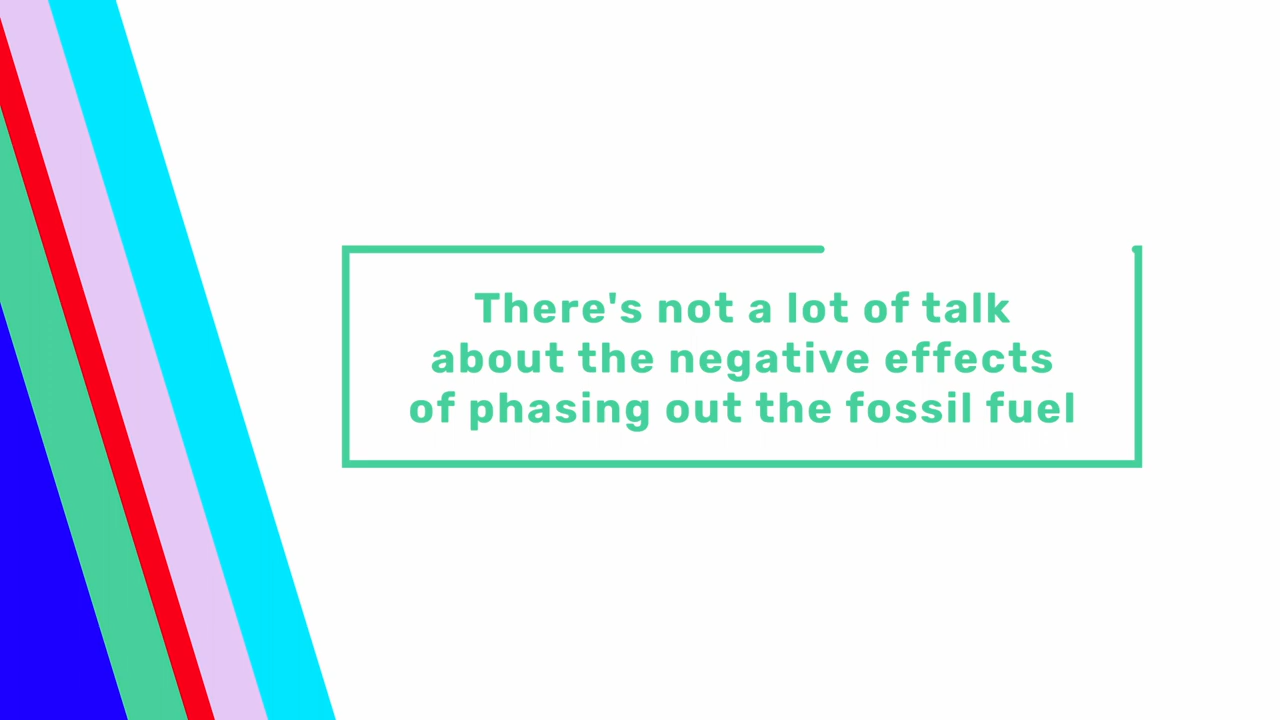 There's not a lot of talk
about the negative effects
of phasing out the fossil fuel